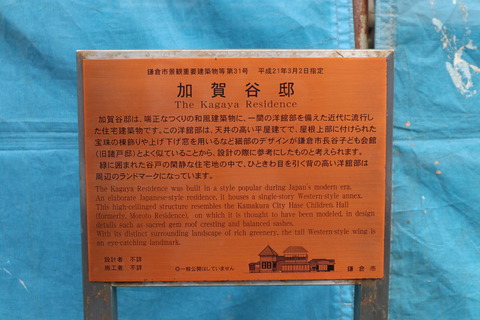 鎌倉市景観重要建築物等第31号　平成21年3月2日指定
加賀谷邸
The Kagaya Residence
加賀谷邸は、端正なつくりの和風建築物に、一間の洋館部を備えた近代に流行し
た住宅建築物です。この洋館部は、天井の高い平屋建てで、屋根上部に付けられた
宝珠の棟飾りや上げ下げ窓を用いるなど細部のデザインが鎌倉市長谷子ども会館
(旧諸戸邸)とよく似ていることから、設計の際に参考にしたものと考えられます。
緑に囲まれた谷戸の閑静な住宅地の中で、ひときわ目を引く背の高い洋館部は
周辺のランドマークになっています。
The Kagaya Residence was built in a style popular during Japan's modern era.
An elaborate Japanese-style residence, it houses a single-story Western-style annex.
This high-ceilinged structure resembles the Kamakura City Hase Children Hall
(formerly, Moroto Residence), on which it is thought to have been modeled, in design
details such as sacred gem roof cresting and balanced sashes.
With its distinct surrounding landscape of rich greenery, the tall Western-style wing is
an eye-catching landmark.
設計者　不詳
施工者　不詳
◎一般公開はしていません
鎌倉市